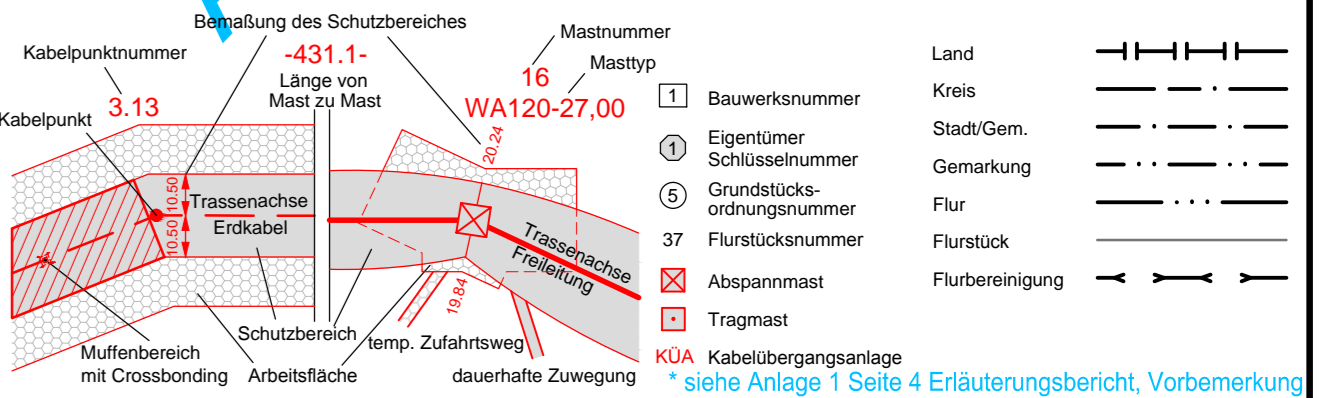 Bemaßung des Schutzbereiches
Kabelpunktnummer
3.13
Kabelpunkt
-431.1-
Länge von
Mast zu Mast
Mastnummer
16
Masttyp
WA120-27,00
20.24
10.50
10.50
Trassenachse
Erdkabel
Trassenachse
Freileitung
19.84
Schutzbereich
temp. Zufahrtsweg
Muffenbereich
mit Crossbonding
Arbeitsfläche
dauerhafte Zuwegung
1 Bauwerksnummer
1 Eigentümer
Schlüsselnummer
5 Grundstücks-
ordnungsnummer
37 Flurstücksnummer
Abspannmast
Tragmast
KÜA Kabelübergangsanlage
Land
Kreis
Stadt/Gem.
Gemarkung
Flur
Flurstück
Flurbereinigung
* siehe Anlage 1 Seite 4 Erläuterungsbericht, Vorbemerkung